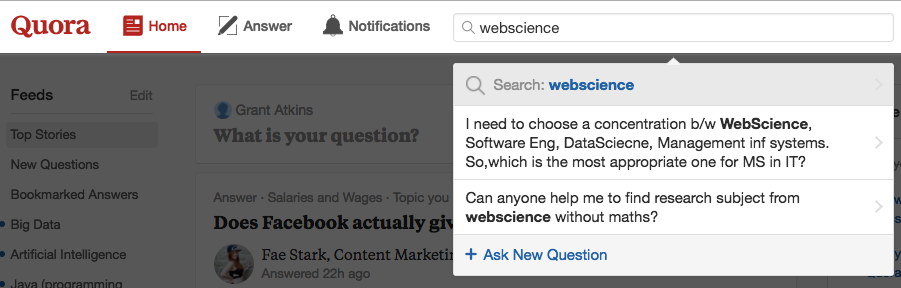 Quora
Home
Answer
Notifications
webscience
Search: webscience
I need to choose a concentration b/w WebScience,
Software Eng, DataSciecne, Management inf systems.
So,which is the most appropriate one for MS in IT?
Can anyone help me to find research subject from
webscience without maths?
+ Ask New Question
Feeds Edit
Top Stories
New Questions
Bookmarked Answers
Big Data
Artificial Intelligence
Java (programming
Grant Atkins
What is your question?
Answer · Salaries and Wages · Topic you
Does Facebook actually giv
Fae Stark, Content Marketin
Answered 22h ago